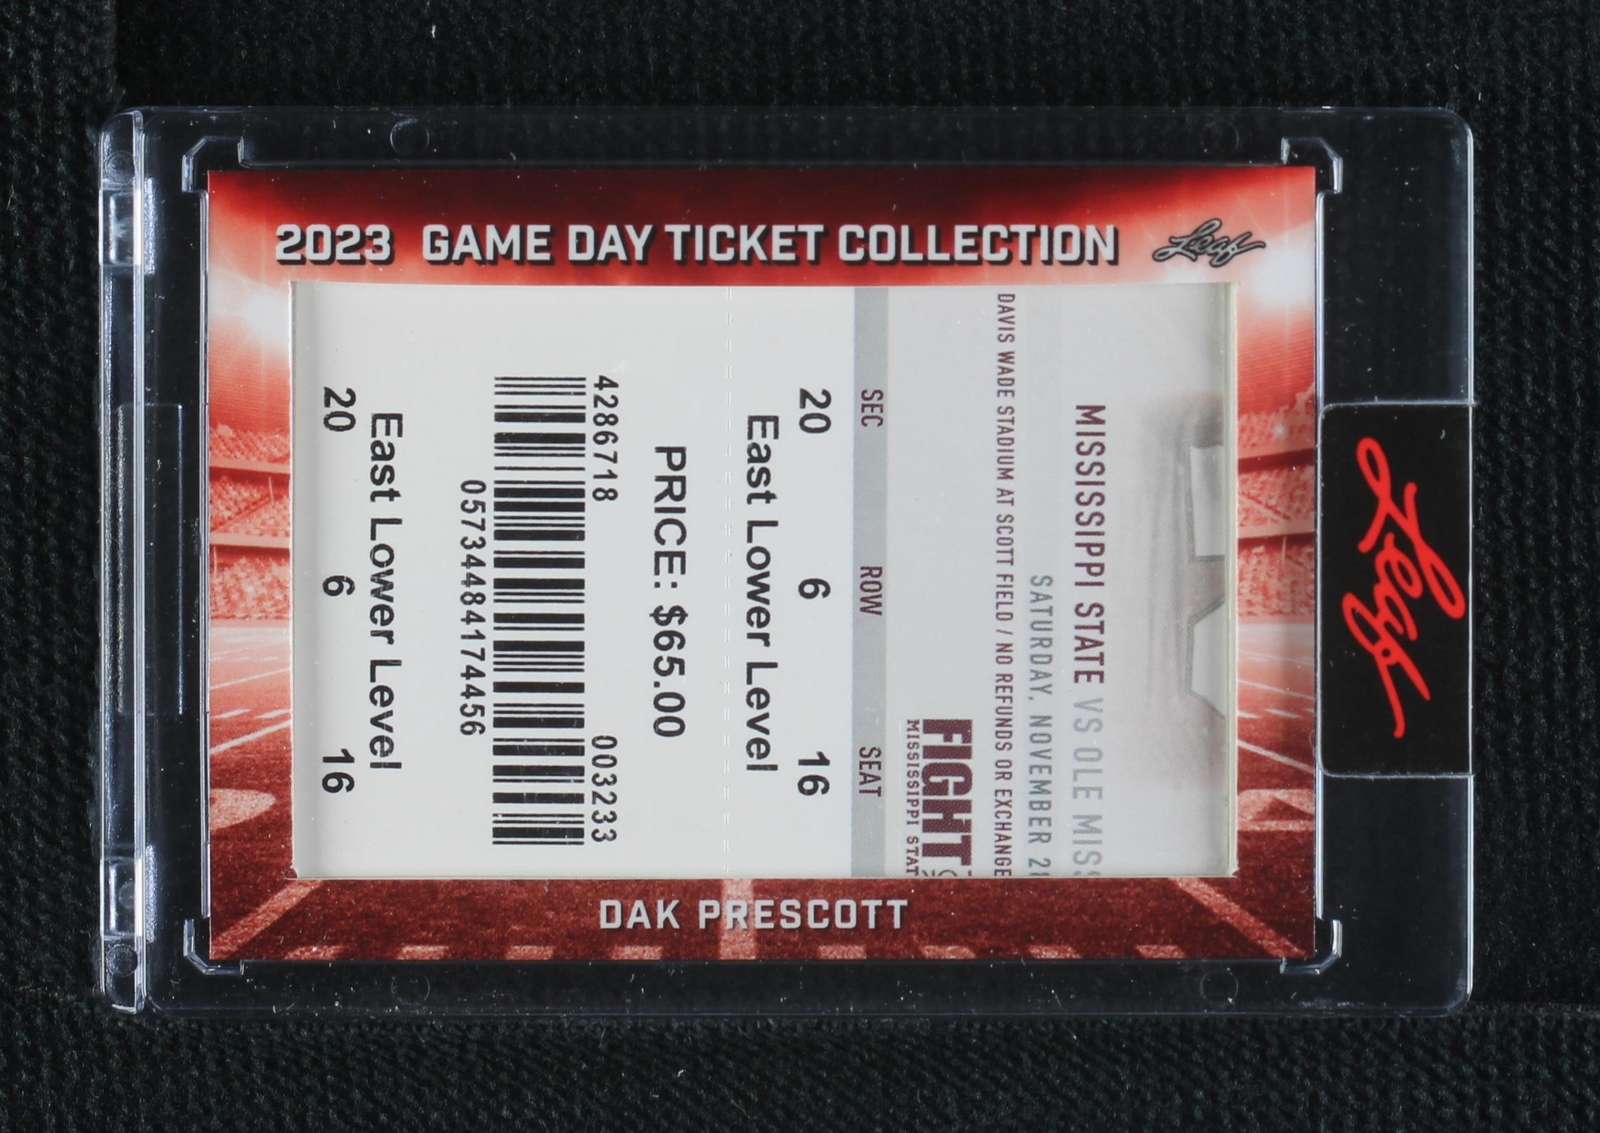 2023 GAME DAY TICKET COLLECTION
Leaf
MISSISSIPPI STATE VS OLE MISS
SATURDAY, NOVEMBER 2
DAVIS WADE STADIUM AT SCOTT FIELD / NO REFUNDS OR EXCHANGE
FIGHT
MISSISSIPPI STAT
SEC ROW SEAT
20 6 16
East Lower Level
PRICE: $65.00
4286718 003233
05734484174456
East Lower Level
20 6 16
DAK PRESCOTT
Leaf